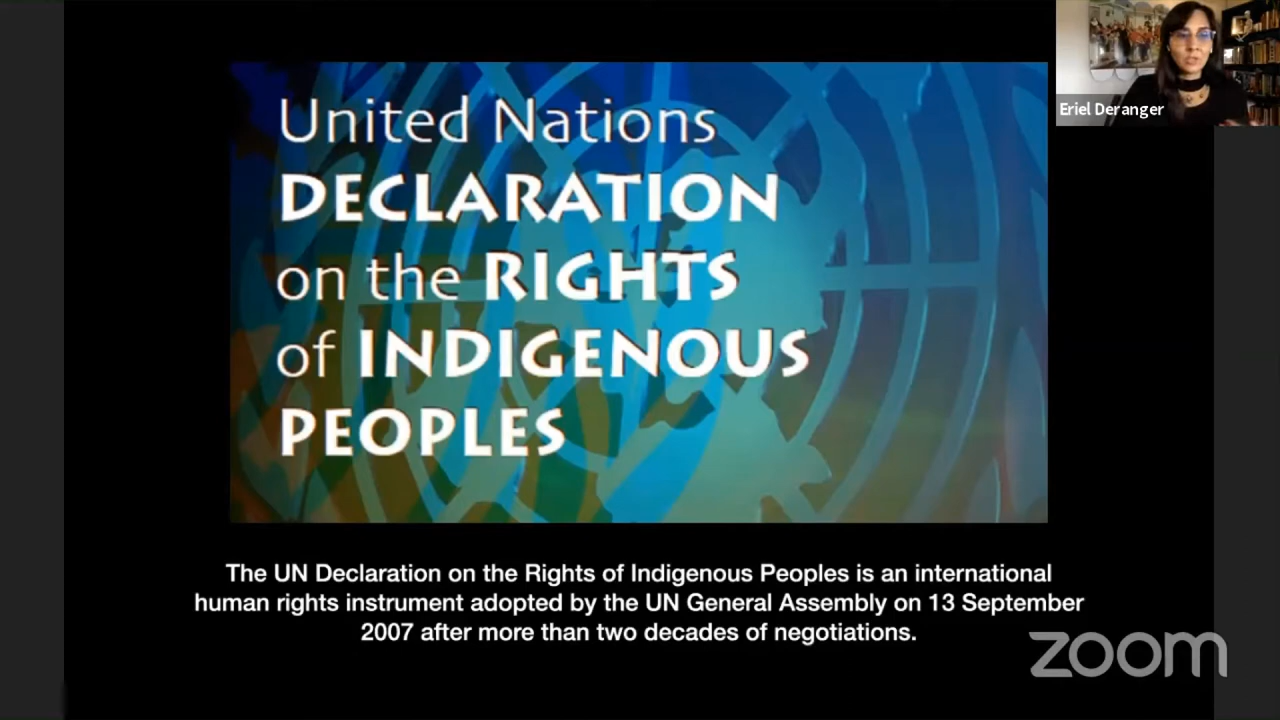 United Nations
DECLARATION
on the RIGHTS
of INDIGENOUS
PEOPLES
Eriel Deranger
The UN Declaration on the Rights of Indigenous Peoples is an international
human rights instrument adopted by the UN General Assembly on 13 September
2007 after more than two decades of negotiations.
zoom